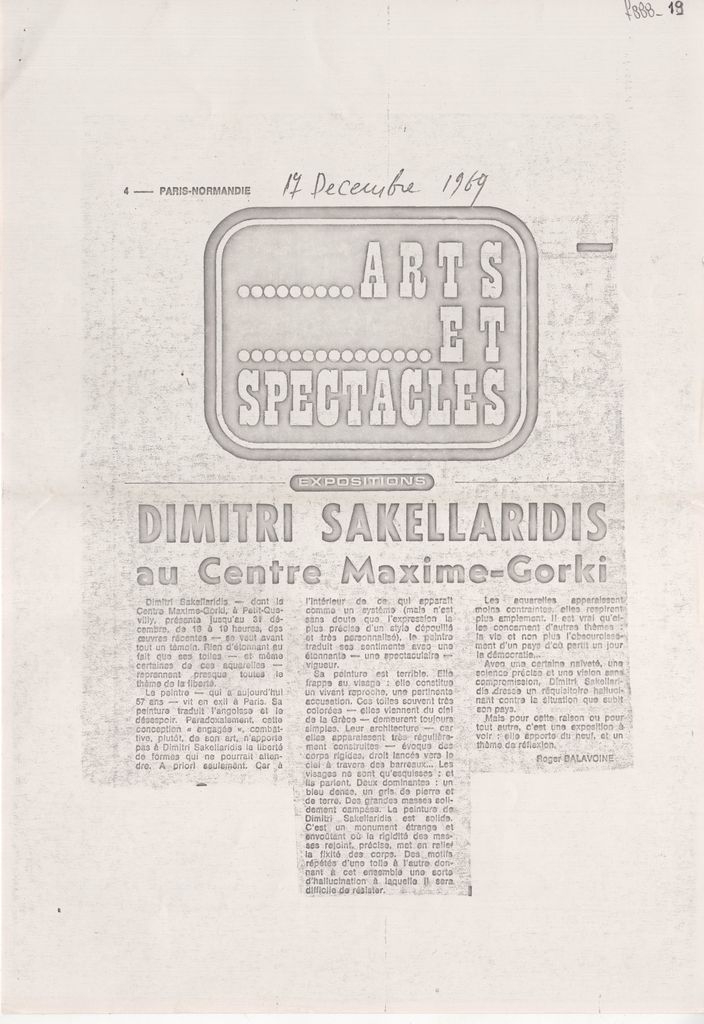 19
4 — PARIS-NORMANDIE
17 Decembre 1969
.........ARTS
...............ET
SPECTACLES
EXPOSITIONS
DIMITRI SAKELLARIDIS
au Centre Maxime-Gorki
Dimitri Sakellaridis — dont le
Centre Maxime-Gorki, à Petit-Que-
villy, présente jusqu'au 31 dé-
cembre, de 16 à 19 heures, des
œuvres récentes — se veut avant
tout un témoin. Rien d'étonnant au
fait que ses toiles — et même
certaines de ces aquarelles —
reprennent presque toutes le
thème de la liberté.
Le peintre — qui a aujourd'hui
57 ans — vit en exil à Paris. Sa
peinture traduit l'angoisse et le
désespoir. Paradoxalement, cette
conception « engagée », combat-
tive, plutôt, de son art, n'apporte
pas à Dimitri Sakellaridis la liberté
de formes qui ne pourrait atten-
dre. A priori seulement. Car à
l'intérieur de ce qui apparaît
comme un système (mais n'est
sans doute que l'expression la
plus précise d'un style dépouillé
et très personnalisé), le peintre
traduit ses sentiments avec une
étonnante — une spectaculaire —
vigueur.
Sa peinture est terrible. Elle
frappe au visage : elle constitue
un vivant reproche, une pertinente
accusation. Ces toiles souvent très
colorées — elles viennent du ciel
de la Grèce — demeurent toujours
simples. Leur architecture — car
elles apparaissent très régulière-
ment construites — évoque des
corps rigides, droit lancés vers le
ciel à travers des barreaux... Les
visages ne sont qu'esquisses : et
ils parlent. Deux dominantes : un
bleu dense, un gris de pierre et
de terre. Des grandes masses soli-
dement campées. La peinture de
Dimitri Sakellaridis est solide.
C'est un monument étrange et
envoûtant où la rigidité des mas-
ses rejoint, précise, met en relief
la fixité des corps. Des motifs
répétés d'une toile à l'autre don-
nant à cet ensemble une sorte
d'hallucination à laquelle il sera
difficile de résister.
Les aquarelles apparaissent
moins contraintes, elles respirent
plus amplement. Il est vrai qu'el-
les concernent d'autres thèmes :
la vie et non plus l'obscurcisse-
ment d'un pays d'où partit un jour
la démocratie...
Avec une certaine naïveté, une
science précise et une vision sans
compromission, Dimitri Sakellari-
dis dresse un réquisitoire halluci-
nant contre la situation que subit
son pays.
Mais pour cette raison ou pour
tout autre, c'est une exposition à
voir : elle apporte du neuf, et un
thème de réflexion.
Roger BALAVOINE